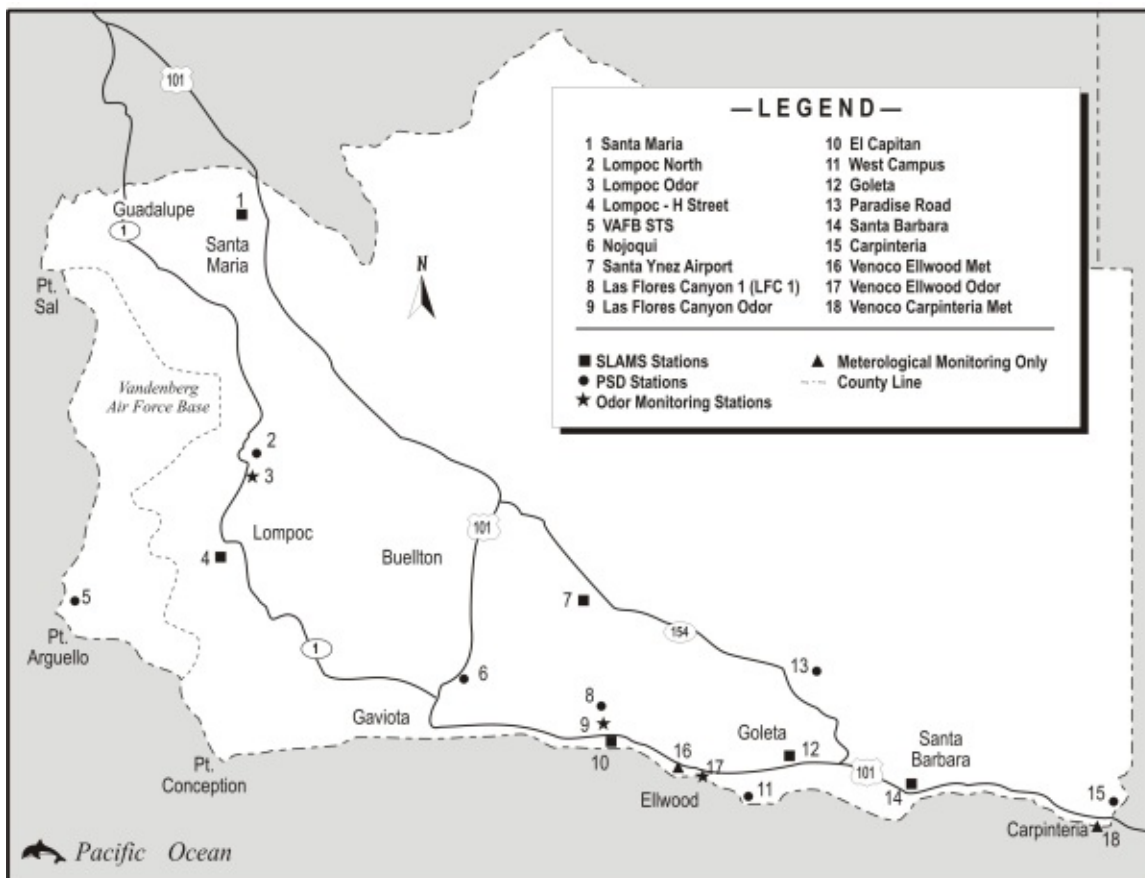 101
— LEGEND —
1 Santa Maria
2 Lompoc North
3 Lompoc Odor
4 Lompoc - H Street
5 VAFB STS
6 Nojoqui
7 Santa Ynez Airport
8 Las Flores Canyon 1 (LFC 1)
9 Las Flores Canyon Odor
10 El Capitan
11 West Campus
12 Goleta
13 Paradise Road
14 Santa Barbara
15 Carpinteria
16 Venoco Ellwood Met
17 Venoco Ellwood Odor
18 Venoco Carpinteria Met
SLAMS Stations
PSD Stations
Odor Monitoring Stations
Meterological Monitoring Only
County Line
Guadalupe
1
1
Santa
Maria
Pt.
Sal
N
Vandenberg
Air Force Base
2
3
Lompoc
4
Buellton
101
5
Pt.
Arguello
7
154
1
6
13
8
Gaviota
9
10
Goleta
12
Santa
Barbara
16
17
101
Pt.
Conception
Ellwood
11
14
15
Carpinteria
18
Pacific Ocean